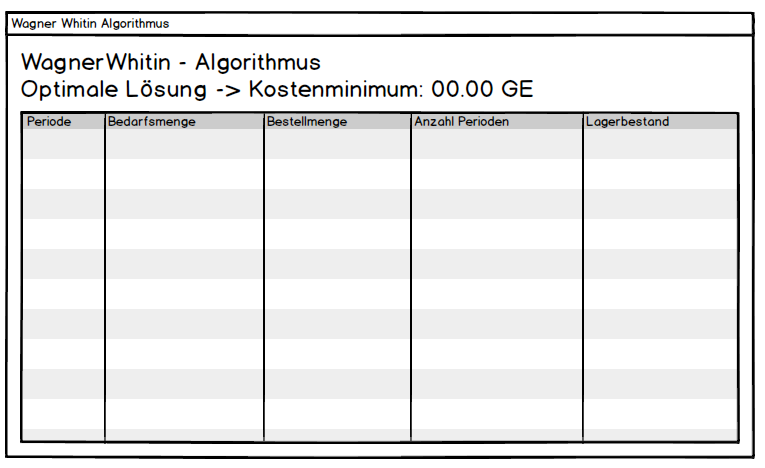 Wagner Whitin Algorithmus
WagnerWhitin - Algorithmus
Optimale Lösung -> Kostenminimum: 00.00 GE
Periode Bedarfsmenge Bestellmenge Anzahl Perioden Lagerbestand